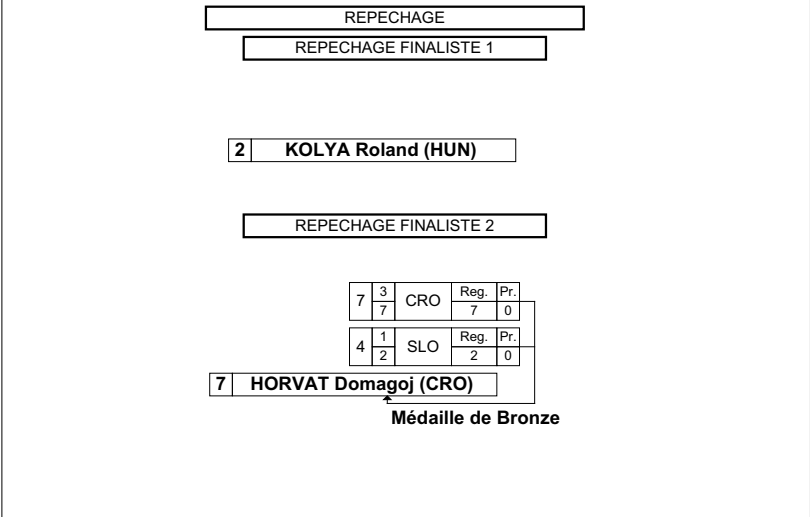 REPECHAGE
REPECHAGE FINALISTE 1
2 KOLYA Roland (HUN)
REPECHAGE FINALISTE 2
7 3 CRO Reg. Pr.
7 7 0
4 1 SLO Reg. Pr.
2 2 0
7 HORVAT Domagoj (CRO)
Médaille de Bronze